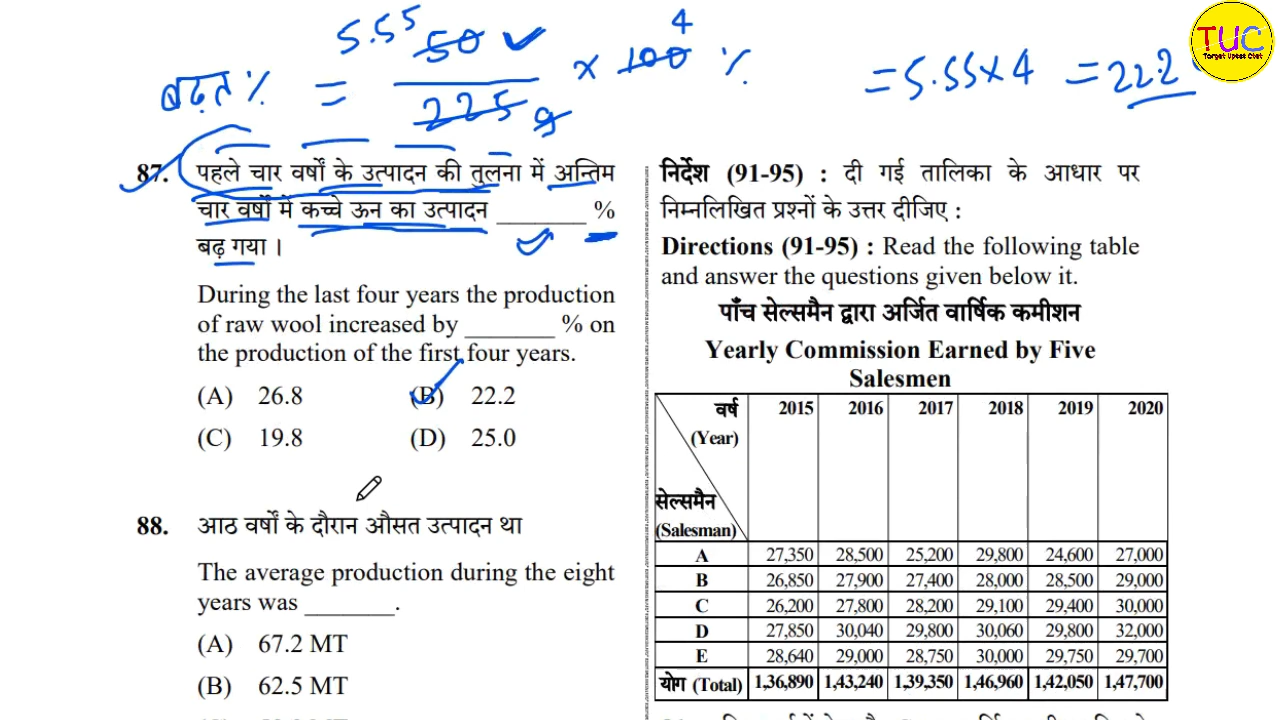 बढ़त % = 5.55 50 / 225 9 × 100 4 % = 5.55 × 4 = 22.2
TUC
Target Upess Ctet
87. पहले चार वर्षों के उत्पादन की तुलना में अन्तिम
चार वर्षों में कच्चे ऊन का उत्पादन ________ %
बढ़ गया ।
During the last four years the production
of raw wool increased by ________ % on
the production of the first four years.
(A) 26.8 (B) 22.2
(C) 19.8 (D) 25.0
88. आठ वर्षों के दौरान औसत उत्पादन था
The average production during the eight
years was _______.
(A) 67.2 MT
(B) 62.5 MT
निर्देश (91-95) : दी गई तालिका के आधार पर
निम्नलिखित प्रश्नों के उत्तर दीजिए :
Directions (91-95) : Read the following table
and answer the questions given below it.
पाँच सेल्समैन द्वारा अर्जित वार्षिक कमीशन
Yearly Commission Earned by Five
Salesmen
वर्ष 2015 2016 2017 2018 2019 2020
(Year)
सेल्समैन
(Salesman)
A 27,350 28,500 25,200 29,800 24,600 27,000
B 26,850 27,900 27,400 28,000 28,500 29,000
C 26,200 27,800 28,200 29,100 29,400 30,000
D 27,850 30,040 29,800 30,060 29,800 32,000
E 28,640 29,000 28,750 30,000 29,750 29,700
योग (Total) 1,36,890 1,43,240 1,39,350 1,46,960 1,42,050 1,47,700